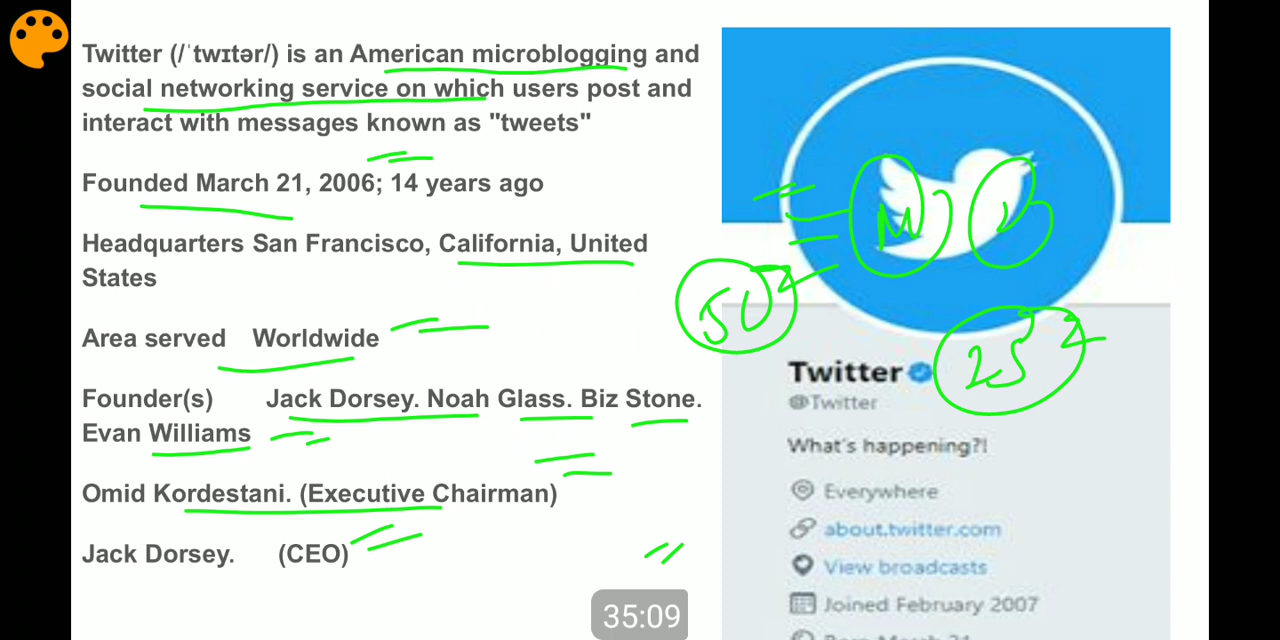 Twitter (/ˈtwɪtər/) is an American microblogging and
social networking service on which users post and
interact with messages known as "tweets"
Founded March 21, 2006; 14 years ago
Headquarters San Francisco, California, United
States
Area served Worldwide
Founder(s) Jack Dorsey. Noah Glass. Biz Stone.
Evan Williams
Omid Kordestani. (Executive Chairman)
Jack Dorsey. (CEO)
M
50
25
Twitter
@Twitter
What's happening?!
Everywhere
about.twitter.com
View broadcasts
Joined February 2007
35:09